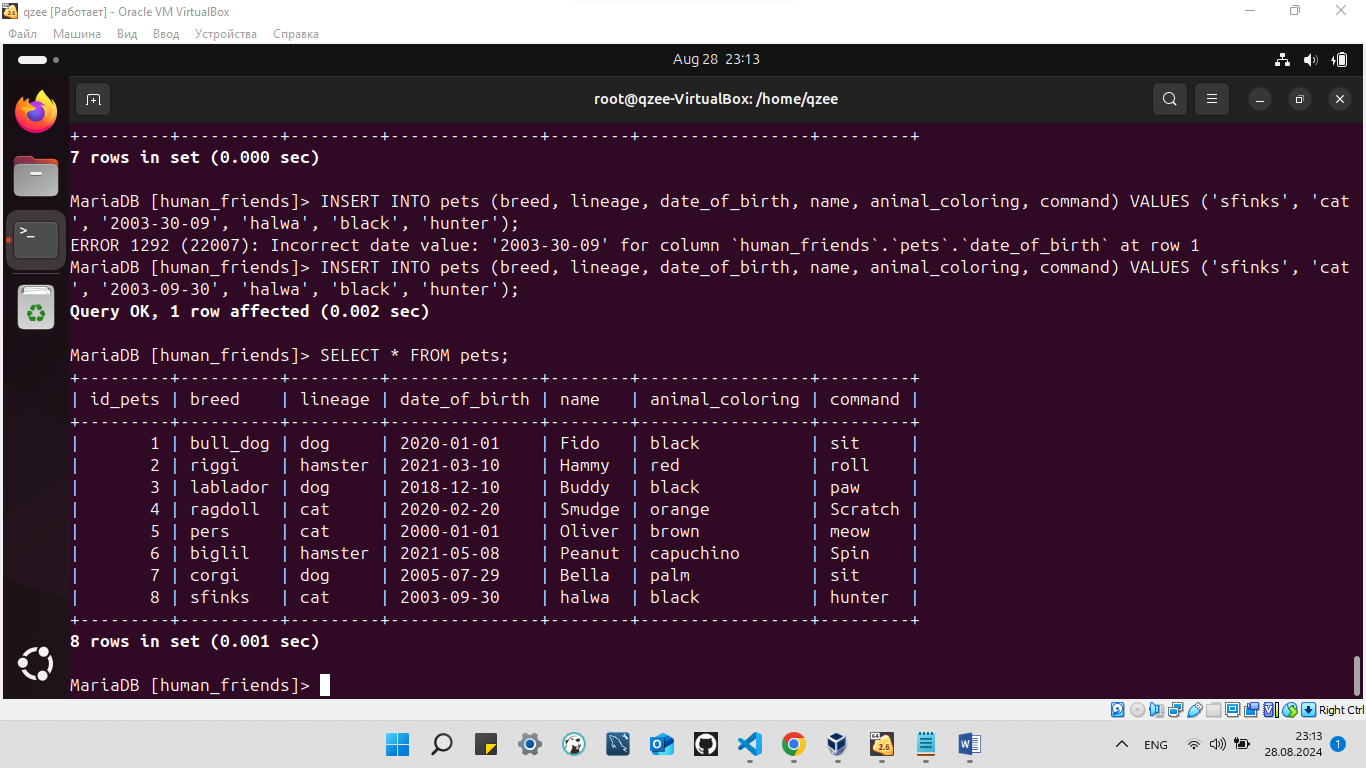 qzee [Работает] - Oracle VM VirtualBox
Файл Машина Вид Ввод Устройства Справка
Aug 28 23:13
root@qzee-VirtualBox: /home/qzee
+---------+----------+---------+---------------+--------+-----------------+---------+
7 rows in set (0.000 sec)
MariaDB [human_friends]> INSERT INTO pets (breed, lineage, date_of_birth, name, animal_coloring, command) VALUES ('sfinks', 'cat
', '2003-30-09', 'halwa', 'black', 'hunter');
ERROR 1292 (22007): Incorrect date value: '2003-30-09' for column `human_friends`.`pets`.`date_of_birth` at row 1
MariaDB [human_friends]> INSERT INTO pets (breed, lineage, date_of_birth, name, animal_coloring, command) VALUES ('sfinks', 'cat
', '2003-09-30', 'halwa', 'black', 'hunter');
Query OK, 1 row affected (0.002 sec)
MariaDB [human_friends]> SELECT * FROM pets;
+---------+----------+---------+---------------+--------+-----------------+---------+
| id_pets | breed    | lineage | date_of_birth | name   | animal_coloring | command |
+---------+----------+---------+---------------+--------+-----------------+---------+
|       1 | bull_dog | dog     | 2020-01-01    | Fido   | black           | sit     |
|       2 | riggi    | hamster | 2021-03-10    | Hammy  | red             | roll    |
|       3 | lablador | dog     | 2018-12-10    | Buddy  | black           | paw     |
|       4 | ragdoll  | cat     | 2020-02-20    | Smudge | orange          | Scratch |
|       5 | pers     | cat     | 2000-01-01    | Oliver | brown           | meow    |
|       6 | biglil   | hamster | 2021-05-08    | Peanut | capuchino       | Spin    |
|       7 | corgi    | dog     | 2005-07-29    | Bella  | palm            | sit     |
|       8 | sfinks   | cat     | 2003-09-30    | halwa  | black           | hunter  |
+---------+----------+---------+---------------+--------+-----------------+---------+
8 rows in set (0.001 sec)
MariaDB [human_friends]>
Right Ctrl
ENG
23:13
28.08.2024
1